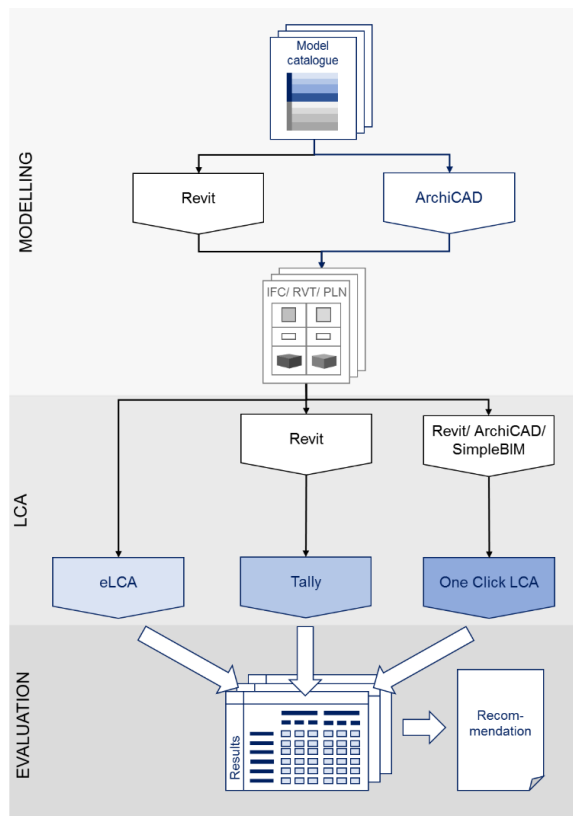 Model
catalogue
MODELLING
Revit
ArchiCAD
IFC/ RVT/ PLN
LCA
Revit
Revit/ ArchiCAD/
SimpleBIM
eLCA
Tally
One Click LCA
EVALUATION
Results
Recom-
mendation